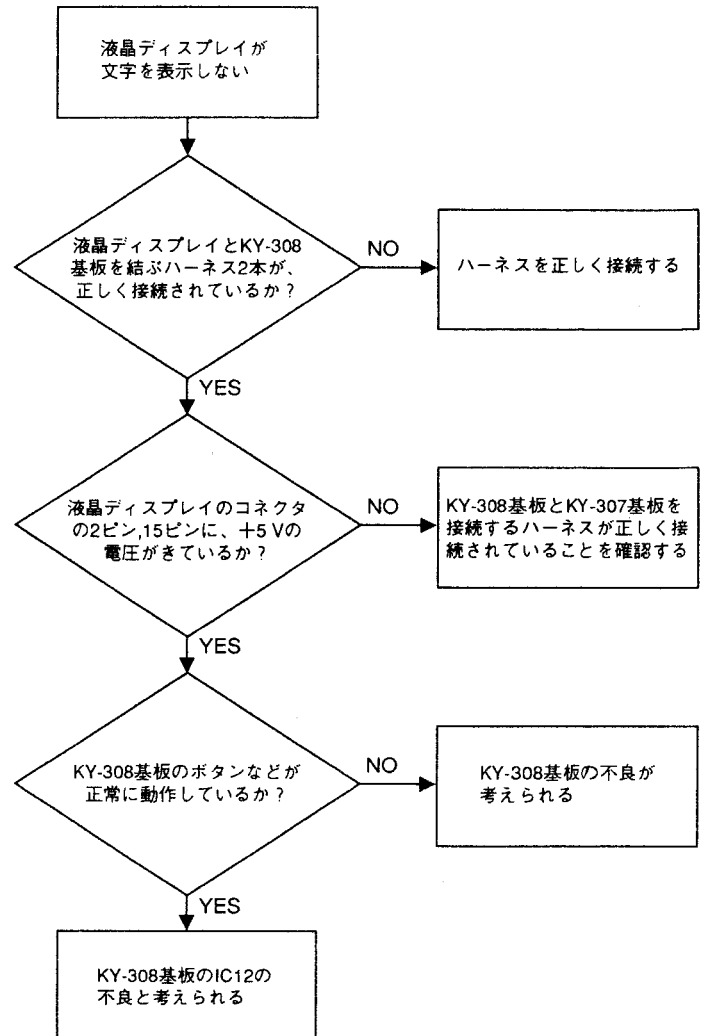 液晶ディスプレイが
文字を表示しない
液晶ディスプレイとKY-308
基板を結ぶハーネス2本が、
正しく接続されているか？
NO
ハーネスを正しく接続する
YES
液晶ディスプレイのコネクタ
の2ピン,15ピンに、＋5 Vの
電圧がきているか？
NO
KY-308基板とKY-307基板を
接続するハーネスが正しく接
続されていることを確認する
YES
KY-308基板のボタンなどが
正常に動作しているか？
NO
KY-308基板の不良が
考えられる
YES
KY-308基板のIC12の
不良と考えられる